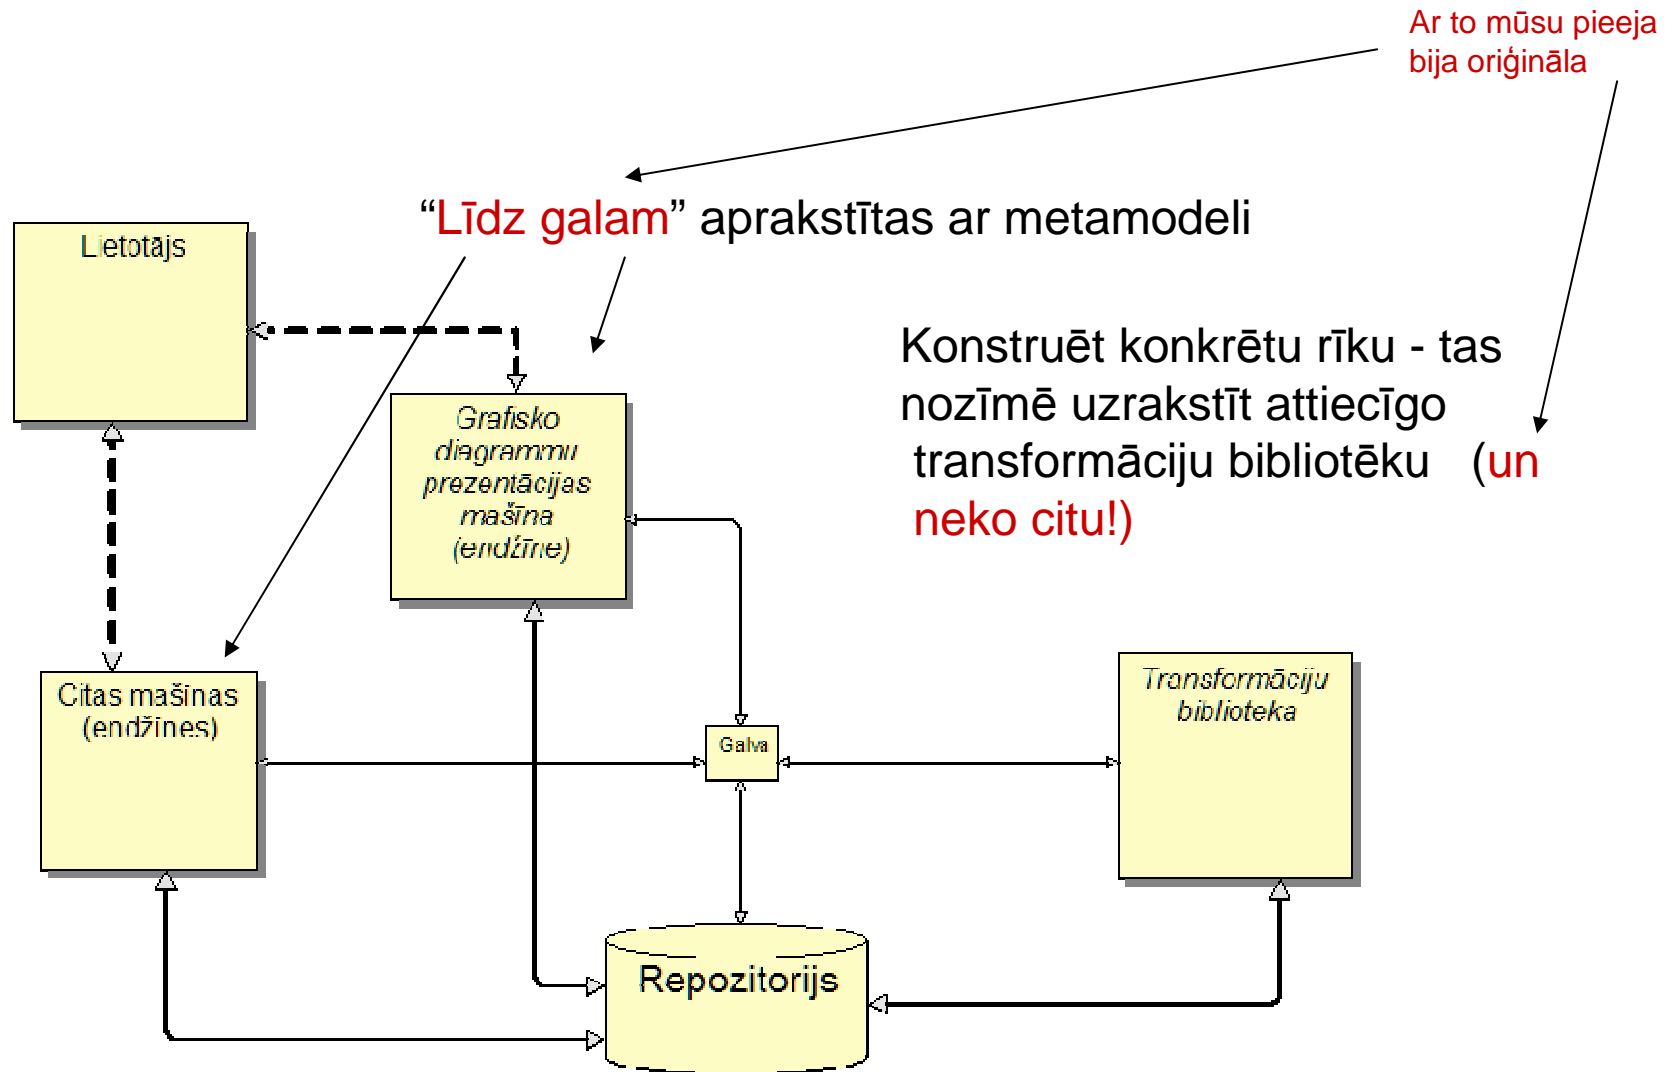 Ar to mūsu pieeja
bija oriģināla
“Līdz galam” aprakstītas ar metamodeli
Lietotājs
Konstruēt konkrētu rīku - tas
nozīmē uzrakstīt attiecīgo
transformāciju bibliotēku (un
neko citu!)
Grafisko
diagrammu
prezentācijas
mašīna
(endžīne)
Citas mašīnas
(endžīnes)
Galva
Transformāciju
biblioteka
Repozitorijs